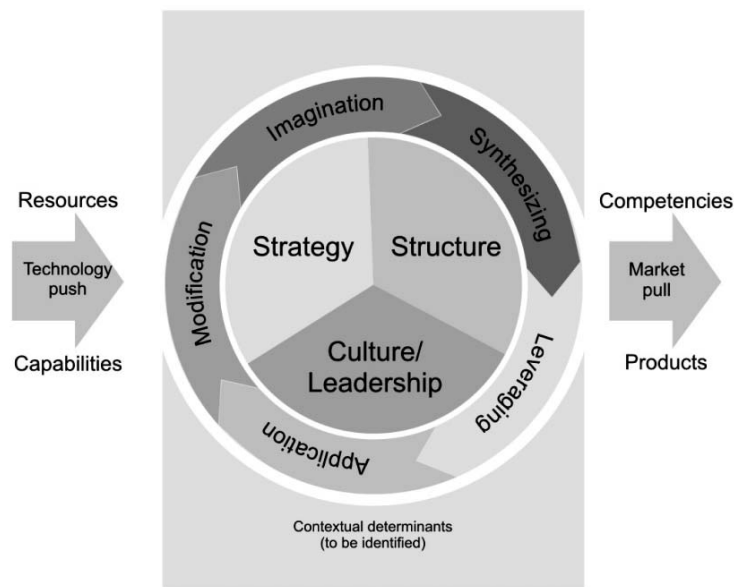 Resources
Technology
push
Capabilities
Imagination
Synthesizing
Leveraging
Application
Modification
Strategy
Structure
Culture/
Leadership
Contextual determinants
(to be identified)
Competencies
Market
pull
Products